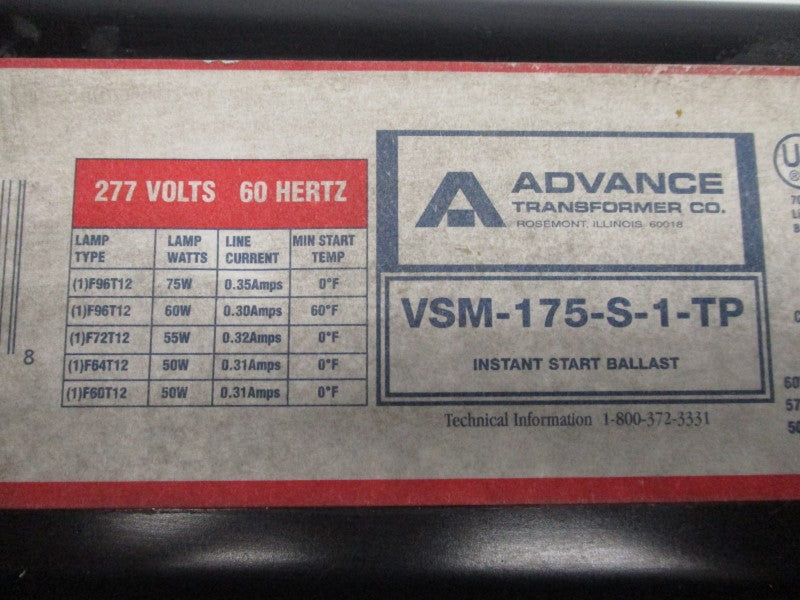 277 VOLTS 60 HERTZ
LAMP TYPE LAMP WATTS LINE CURRENT MIN START TEMP
(1)F96T12 75W 0.35Amps 0°F
(1)F96T12 60W 0.30Amps 60°F
(1)F72T12 55W 0.32Amps 0°F
(1)F64T12 50W 0.31Amps 0°F
(1)F60T12 50W 0.31Amps 0°F
8
ADVANCE
TRANSFORMER CO.
ROSEMONT, ILLINOIS 60018
VSM-175-S-1-TP
INSTANT START BALLAST
Technical Information 1-800-372-3331